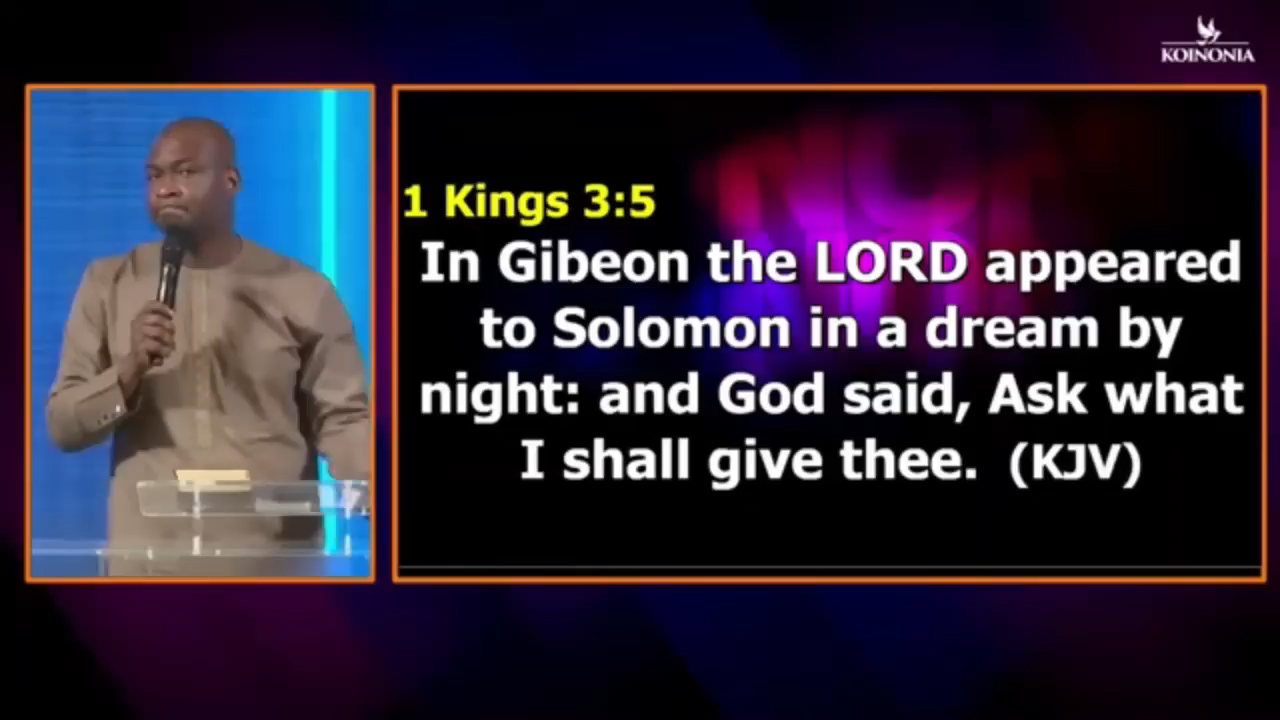 KOINONIA
1 Kings 3:5
In Gibeon the LORD appeared
to Solomon in a dream by
night: and God said, Ask what
I shall give thee. (KJV)